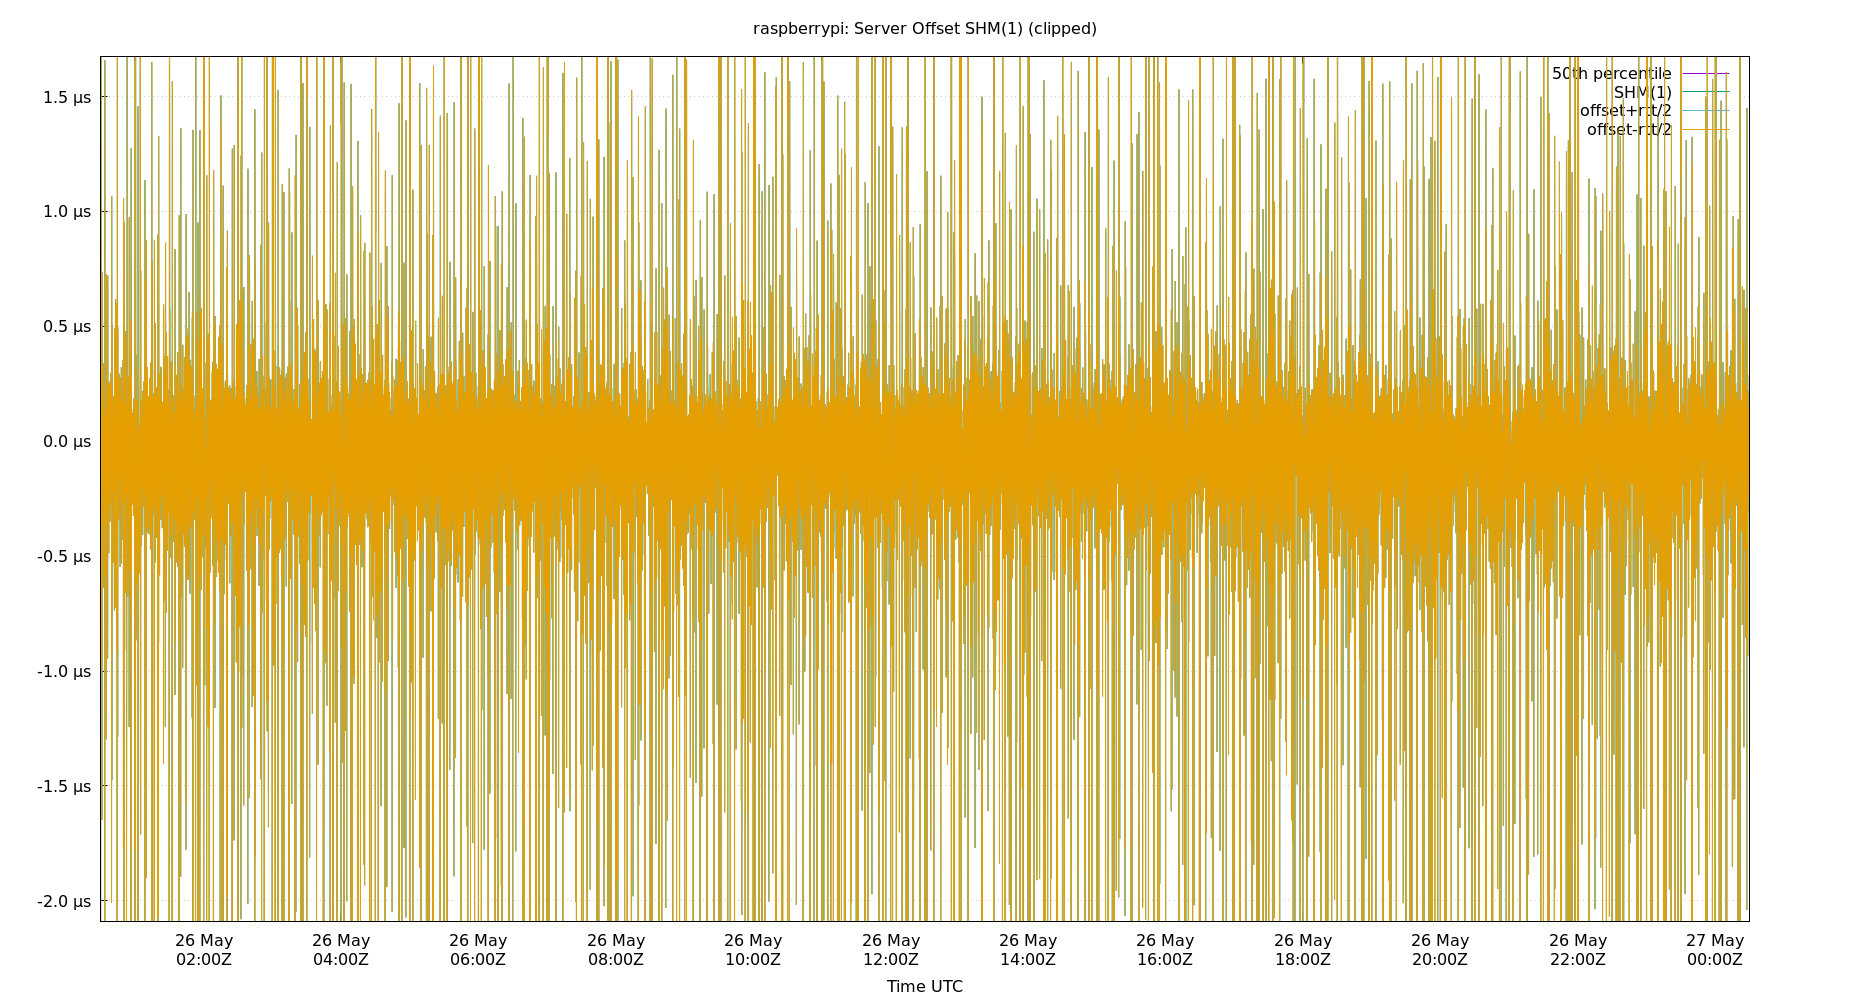 raspberrypi: Server Offset SHM(1) (clipped)
50th percentile
SHM(1)
offset+rtt/2
offset-rtt/2
1.5 µs
1.0 µs
0.5 µs
0.0 µs
-0.5 µs
-1.0 µs
-1.5 µs
-2.0 µs
26 May 26 May 26 May 26 May 26 May 26 May 26 May 26 May 26 May 26 May 26 May 27 May
02:00Z 04:00Z 06:00Z 08:00Z 10:00Z 12:00Z 14:00Z 16:00Z 18:00Z 20:00Z 22:00Z 00:00Z
Time UTC